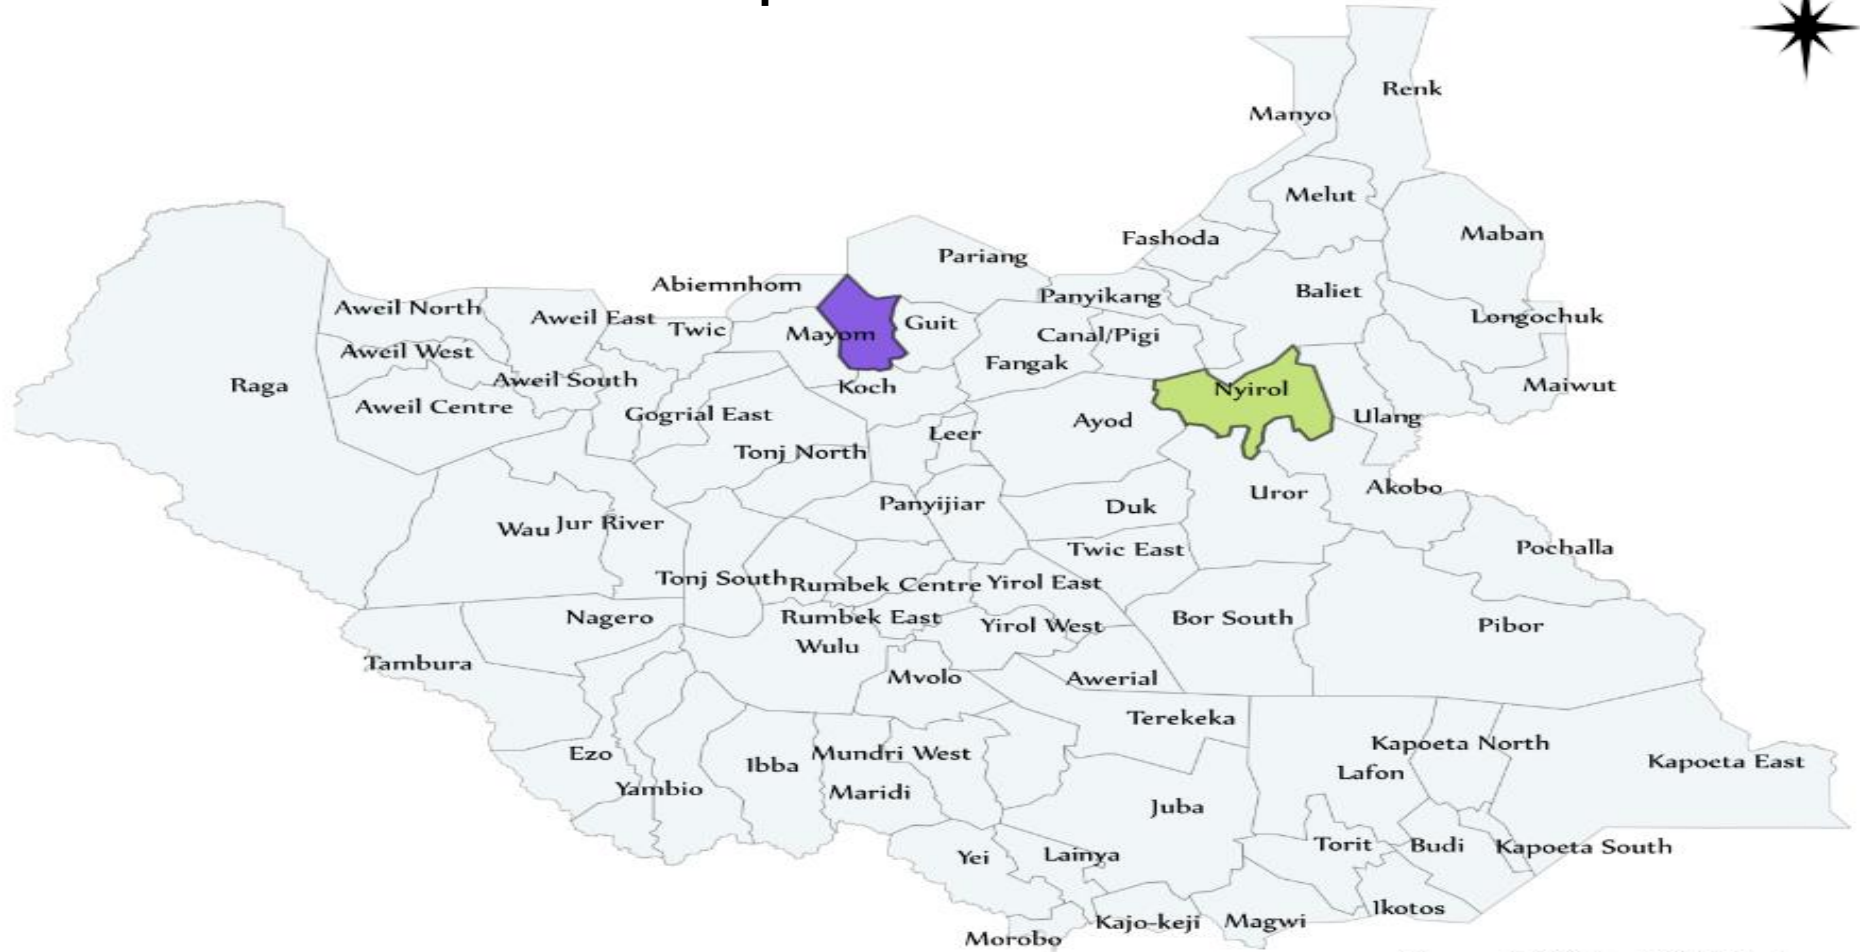 Renk
Manyo
Melut
Maban
Fashoda
Pariang
Abiemnhom
Panyikang
Baliet
Aweil North
Aweil East
Twic
Mayom
Guit
Canal/Pigi
Longochuk
Aweil West
Fangak
Raga
Aweil South
Koch
Nyirol
Maiwut
Aweil Centre
Gogrial East
Ayod
Ulang
Leer
Tonj North
Panyijiar
Duk
Uror
Akobo
Wau
Jur River
Twic East
Pochalla
Tonj South
Rumbek Centre
Yirol East
Nagero
Rumbek East
Yirol West
Bor South
Pibor
Wulu
Tambura
Mvolo
Awerial
Terekeka
Ezo
Ibba
Mundri West
Kapoeta North
Lafon
Kapoeta East
Yambio
Maridi
Juba
Yei
Lainya
Torit
Budi
Kapoeta South
Ikotos
Kajo-keji
Magwi
Morobo